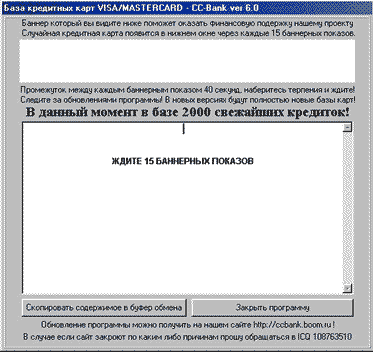 База кредитных карт VISA/MASTERCARD - CC-Bank ver 6.0
Баннер который вы видите ниже поможет оказать финансовую подержку нашему проекту
Случайная кредитная карта появится в нижнем окне через каждые 15 баннерных показов.
Промежуток между каждым баннерным показом 40 секунд, наберитесь терпения и ждите!
Следите за обновлениями программы! В новых версиях будут полностью новые базы карт!
В данный момент в базе 2000 свежайших кредиток!
ЖДИТЕ 15 БАННЕРНЫХ ПОКАЗОВ
Скопировать содержимое в буфер обмена
Закрыть программу
Обновление программы можно получить на нашем сайте http://ccbank.boom.ru !
В случае если сайт закроют по каким либо причинам прошу обращаться в ICQ 108763510